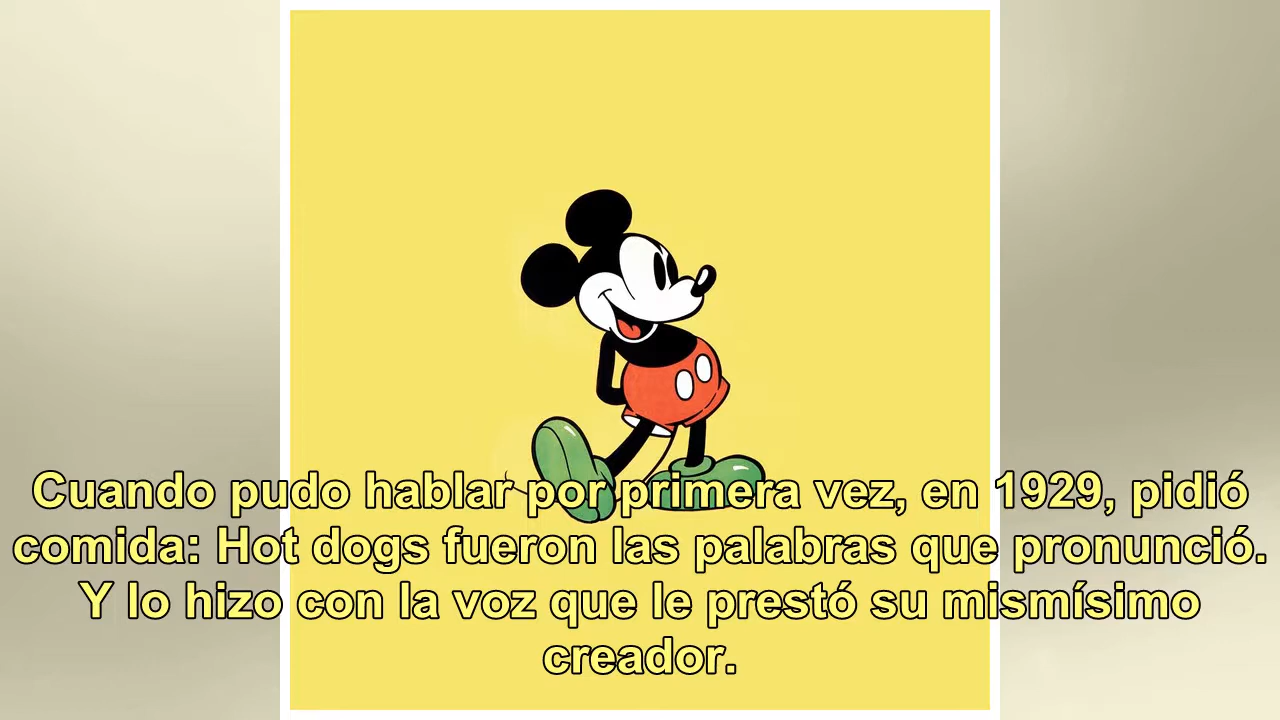 Cuando pudo hablar por primera vez, en 1929, pidió
comida: Hot dogs fueron las palabras que pronunció.
Y lo hizo con la voz que le prestó su mismísimo
creador.